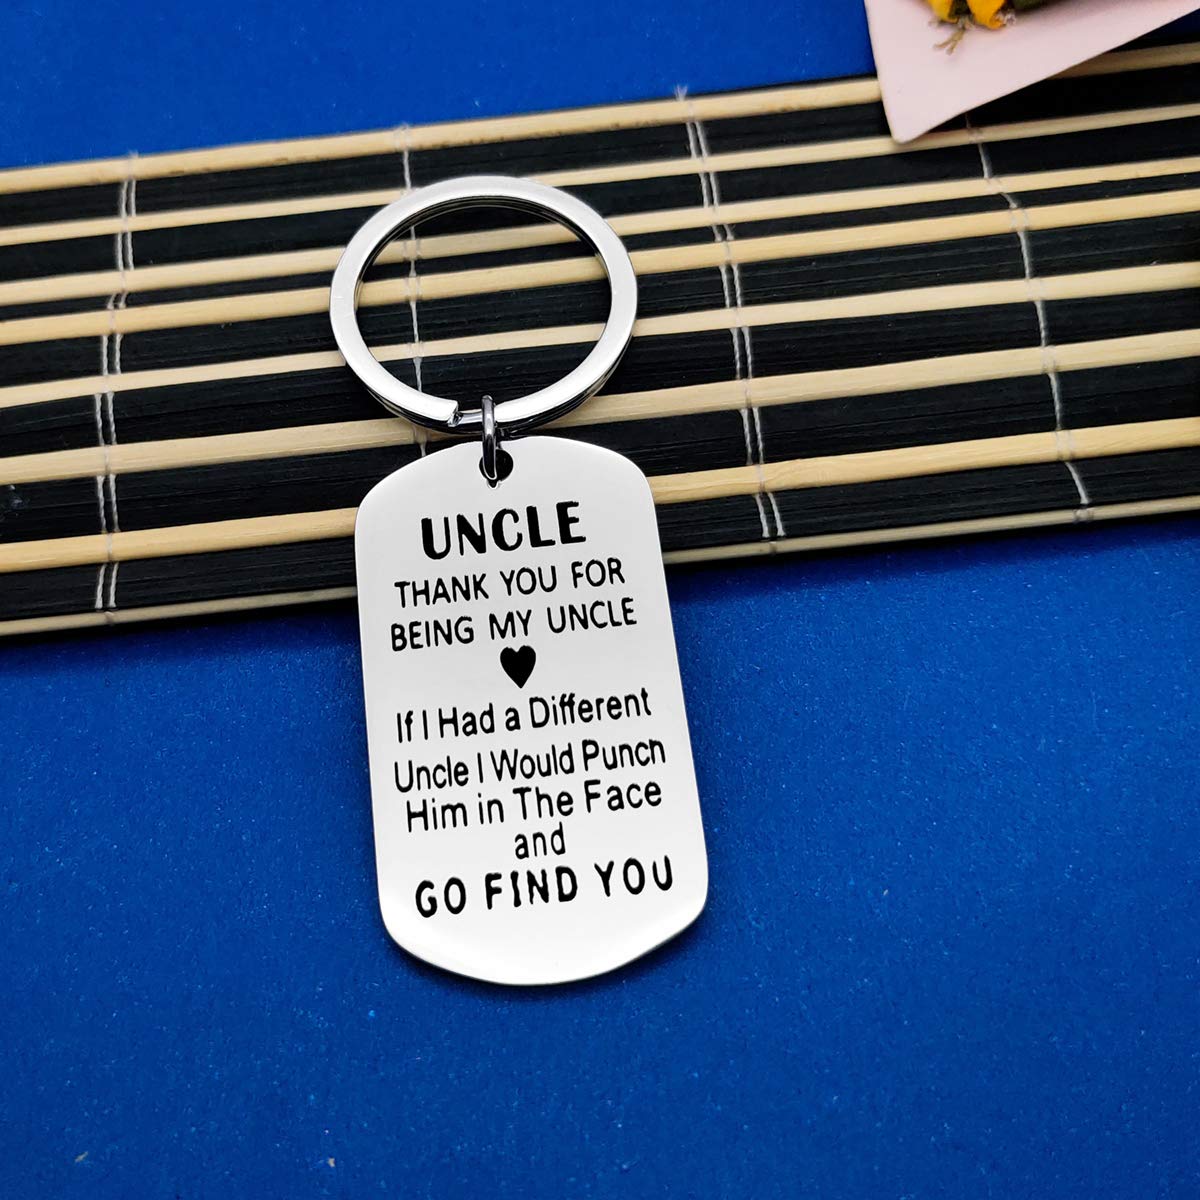 UNCLE
THANK YOU FOR
BEING MY UNCLE
If I Had a Different
Uncle I Would Punch
Him in The Face
and
GO FIND YOU